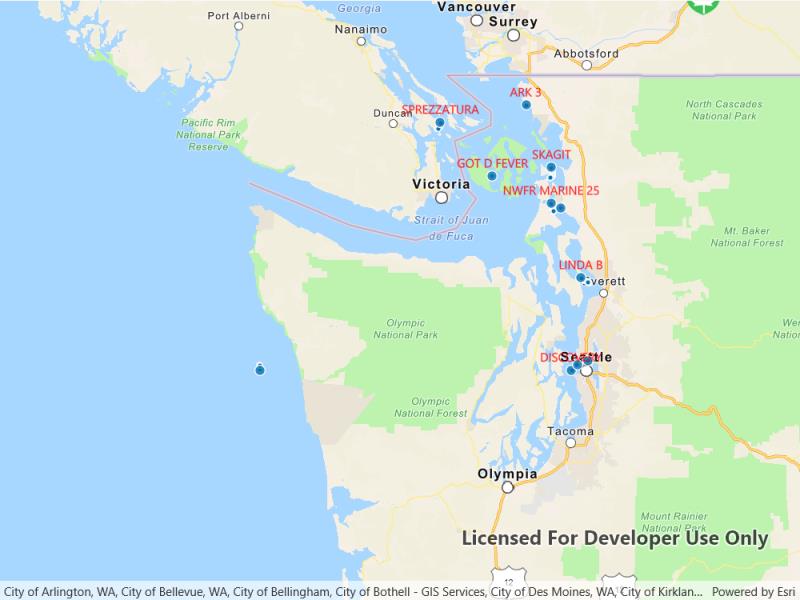 Vancouver
Georgia
Port Alberni
Surrey
Nanaimo
Abbotsford
ARK 3
North Cascades
National Park
SPREZZATURA
Duncan
Pacific Rim
National Park
Reserve
SKAGIT
GOT D FEVER
Victoria
NWFR MARINE 25
Strait of Juan
de Fuca
Mt. Baker
National Forest
LINDA B
Olympic
National Park
National
Seattle
Olympic
National Forest
Tacoma
Olympia
Mount Rainier
National Park
Licensed For Developer Use Only
12
City of Arlington, WA, City of Bellevue, WA, City of Bellingham, City of Bothell - GIS Services, City of Des Moines, WA, City of Kirklan... Powered by Esri